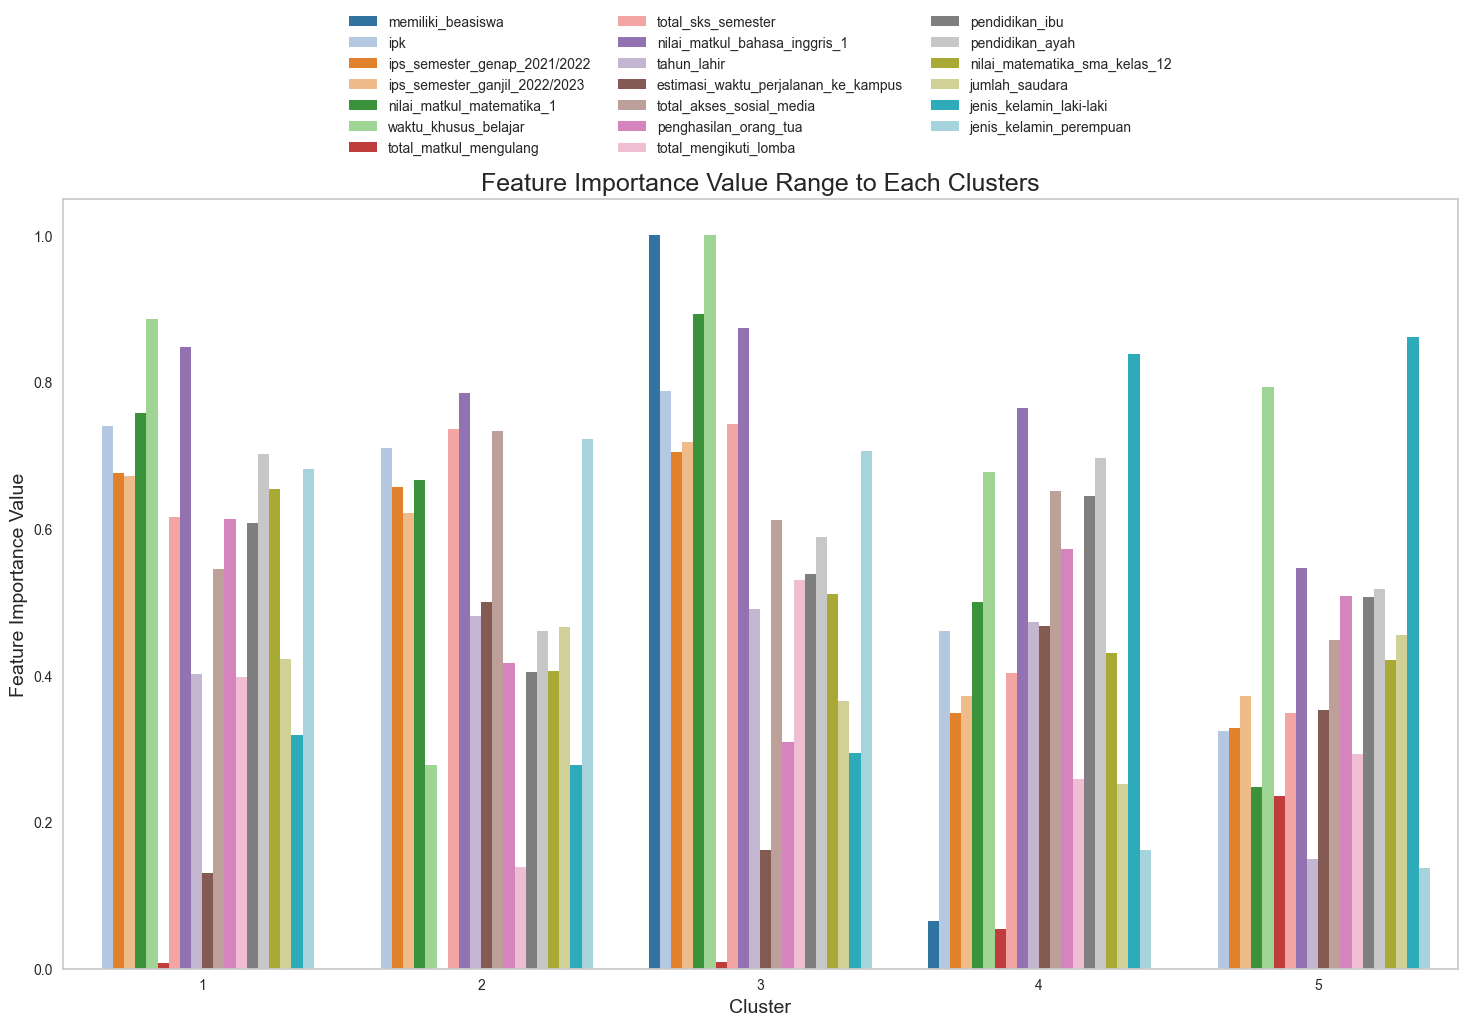 memiliki_beasiswa
ipk
ips_semester_genap_2021/2022
ips_semester_ganjil_2022/2023
nilai_matkul_matematika_1
waktu_khusus_belajar
total_matkul_mengulang
total_sks_semester
nilai_matkul_bahasa_inggris_1
tahun_lahir
estimasi_waktu_perjalanan_ke_kampus
total_akses_sosial_media
penghasilan_orang_tua
total_mengikuti_lomba
pendidikan_ibu
pendidikan_ayah
nilai_matematika_sma_kelas_12
jumlah_saudara
jenis_kelamin_laki-laki
jenis_kelamin_perempuan
Feature Importance Value Range to Each Clusters
Feature Importance Value
1.0
0.8
0.6
0.4
0.2
0.0
1 2 3 4 5
Cluster